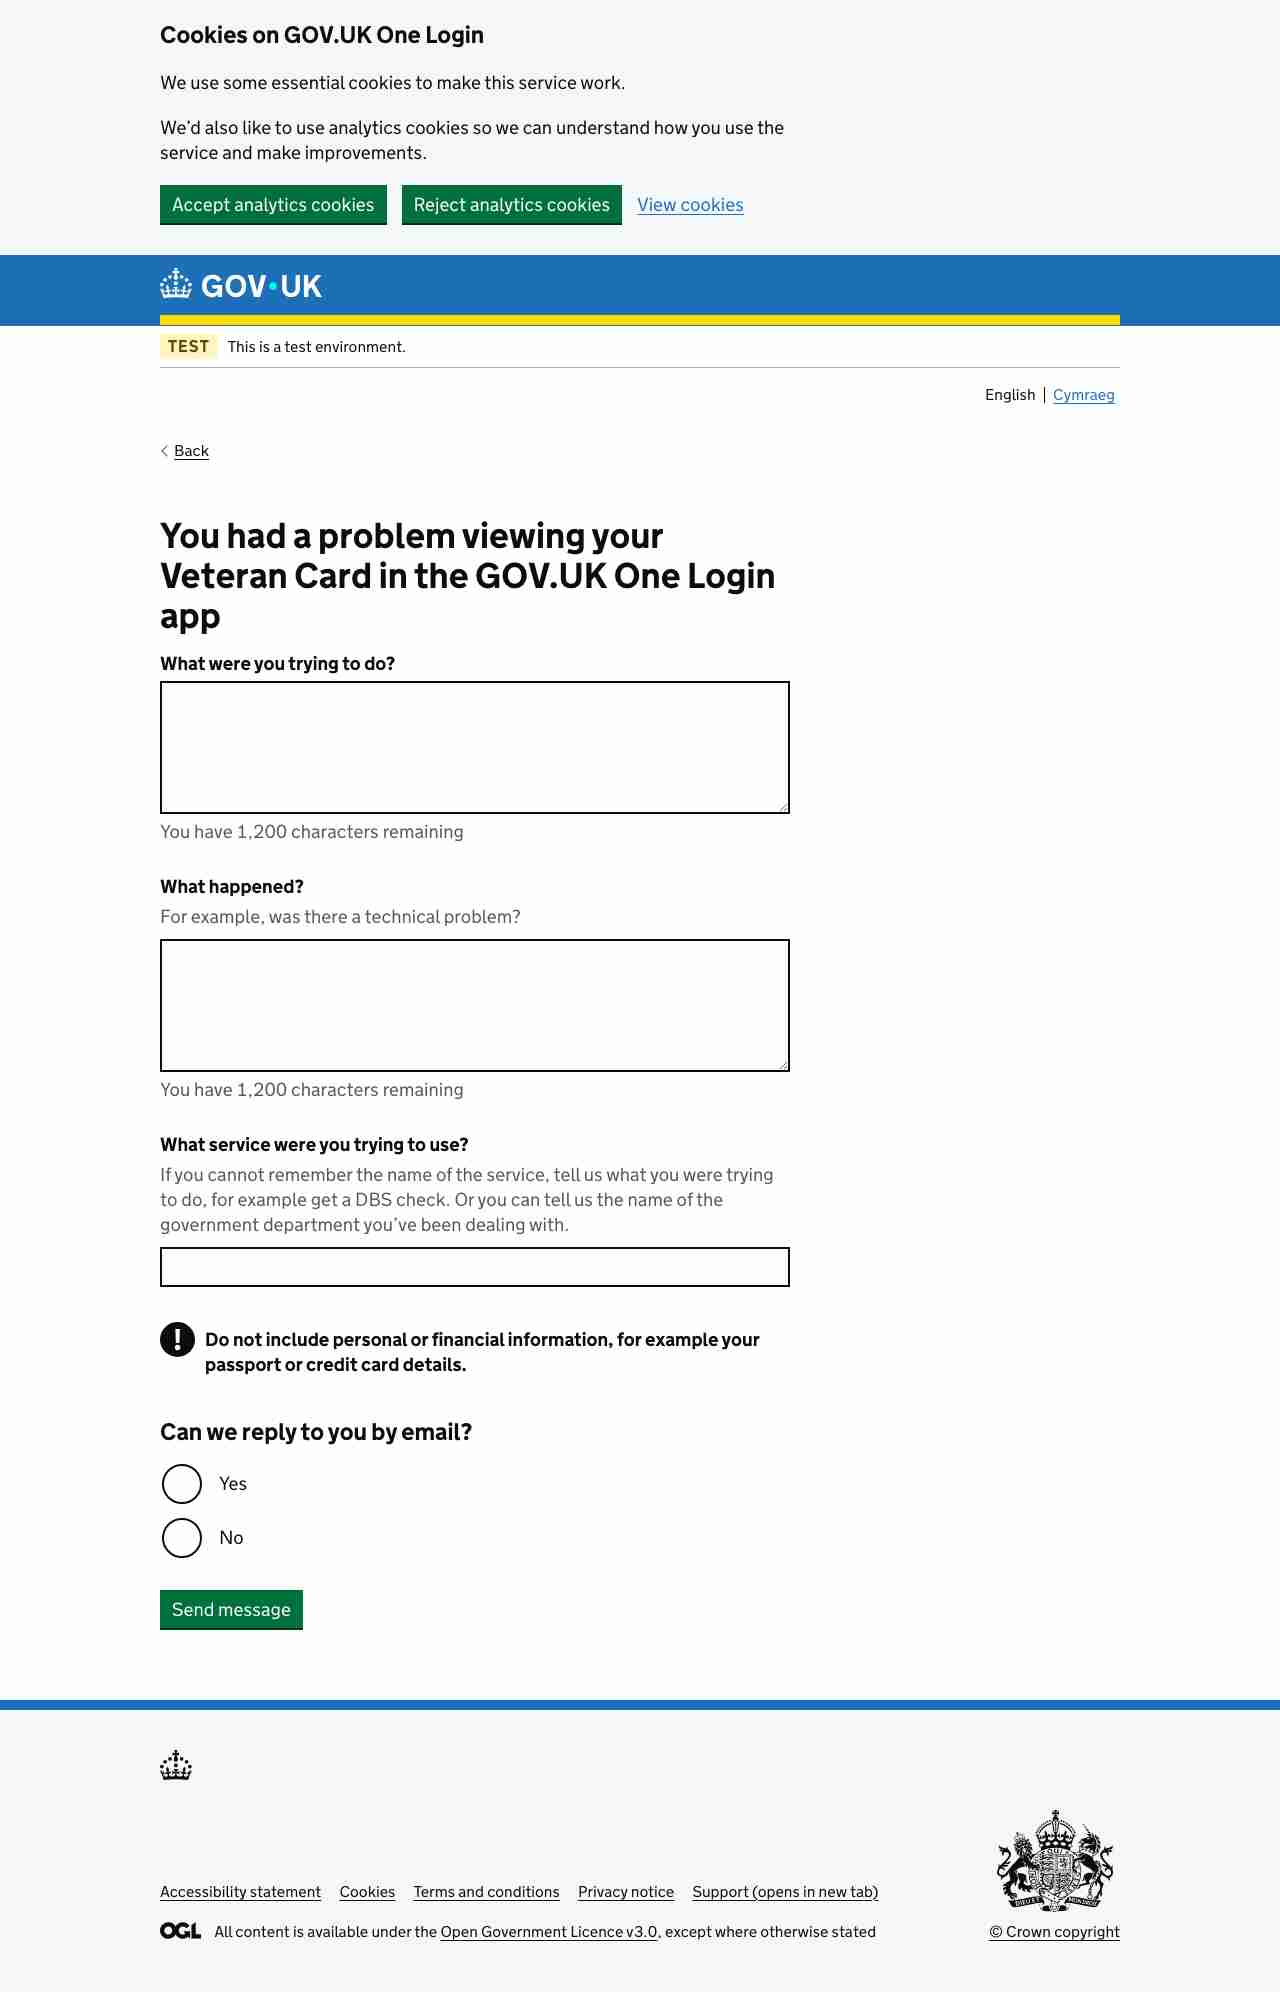 Cookies on GOV.UK One Login
We use some essential cookies to make this service work.
We’d also like to use analytics cookies so we can understand how you use the
service and make improvements.
Accept analytics cookies
Reject analytics cookies
View cookies
GOV·UK
TEST This is a test environment.
English | Cymraeg
Back
You had a problem viewing your
Veteran Card in the GOV.UK One Login
app
What were you trying to do?
You have 1,200 characters remaining
What happened?
For example, was there a technical problem?
You have 1,200 characters remaining
What service were you trying to use?
If you cannot remember the name of the service, tell us what you were trying
to do, for example get a DBS check. Or you can tell us the name of the
government department you’ve been dealing with.
! Do not include personal or financial information, for example your
passport or credit card details.
Can we reply to you by email?
Yes
No
Send message
Accessibility statement Cookies Terms and conditions Privacy notice Support (opens in new tab)
OGL All content is available under the Open Government Licence v3.0, except where otherwise stated
© Crown copyright